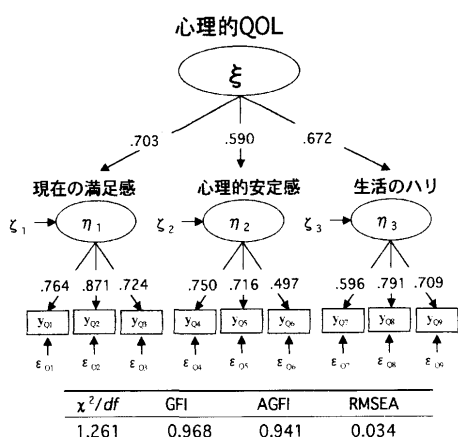 心理的QOL
ξ
.703 .590 .672
現在の満足感 心理的安定感 生活のハリ
ζ1 η1 ζ2 η2 ζ3 η3
.764 .871 .724 .750 .716 .497 .596 .791 .709
yQ1 yQ2 yQ3 yQ4 yQ5 yQ6 yQ7 yQ8 yQ9
εQ1 εQ2 εQ3 εQ4 εQ5 εQ6 εQ7 εQ8 εQ9
χ²/df GFI AGFI RMSEA
1.261 0.968 0.941 0.034